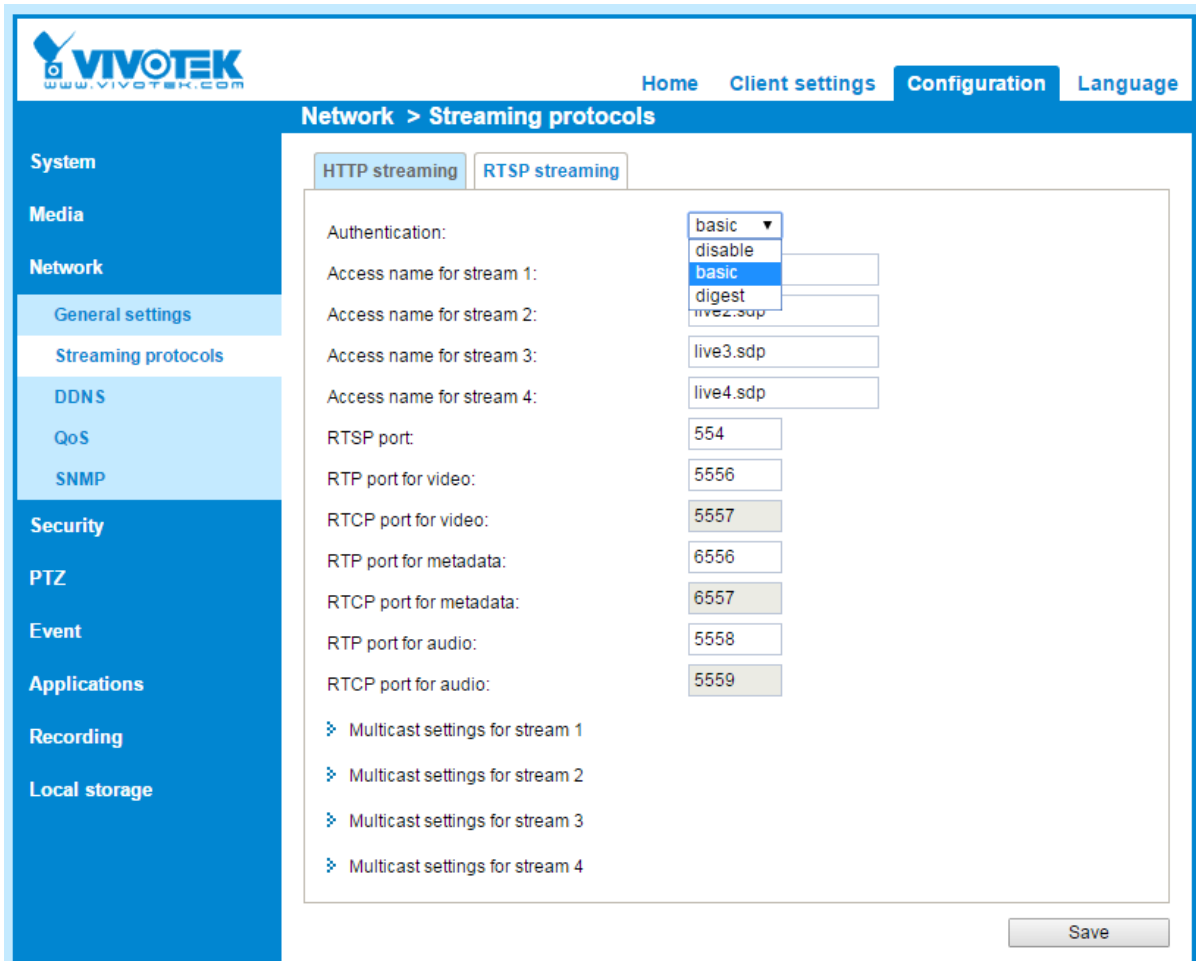 VIVOTEK
www.vivotek.com
Home Client settings Configuration Language
Network > Streaming protocols
System
Media
Network
General settings
Streaming protocols
DDNS
QoS
SNMP
Security
PTZ
Event
Applications
Recording
Local storage
HTTP streaming RTSP streaming
Authentication: basic
disable
basic
digest
Access name for stream 1:
Access name for stream 2: live2.sdp
Access name for stream 3: live3.sdp
Access name for stream 4: live4.sdp
RTSP port: 554
RTP port for video: 5556
RTCP port for video: 5557
RTP port for metadata: 6556
RTCP port for metadata: 6557
RTP port for audio: 5558
RTCP port for audio: 5559
Multicast settings for stream 1
Multicast settings for stream 2
Multicast settings for stream 3
Multicast settings for stream 4
Save